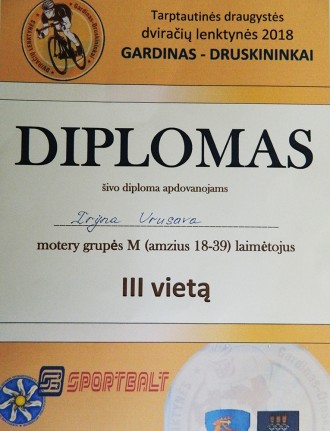 Tarptautinės draugystės
dviračių lenktynės 2018
GARDINAS - DRUSKININKAI
DIPLOMAS
šivo diploma apdovanojams
Iryna Vrusava
motery grupės M (amzius 18-39) laimėtojus
III vietą
SPORTBALT